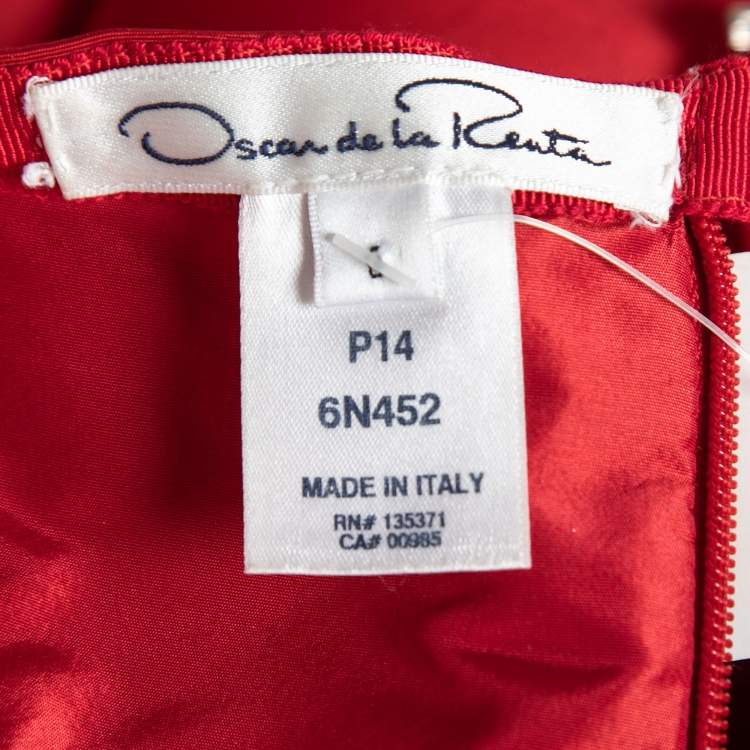 Oscar de la Renta
P14
6N452
MADE IN ITALY
RN# 135371
CA# 00985